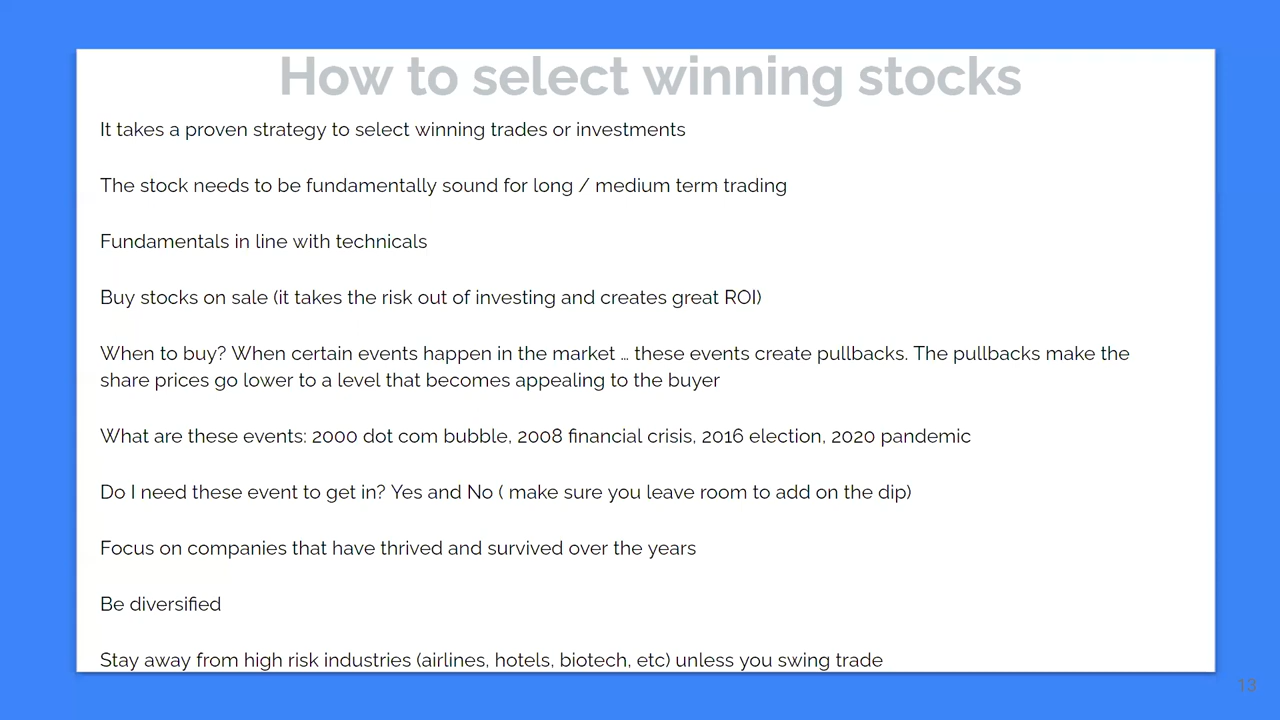 How to select winning stocks
It takes a proven strategy to select winning trades or investments
The stock needs to be fundamentally sound for long / medium term trading
Fundamentals in line with technicals
Buy stocks on sale (it takes the risk out of investing and creates great ROI)
When to buy? When certain events happen in the market ... these events create pullbacks. The pullbacks make the
share prices go lower to a level that becomes appealing to the buyer
What are these events: 2000 dot com bubble, 2008 financial crisis, 2016 election, 2020 pandemic
Do I need these event to get in? Yes and No ( make sure you leave room to add on the dip)
Focus on companies that have thrived and survived over the years
Be diversified
Stay away from high risk industries (airlines, hotels, biotech, etc) unless you swing trade
13